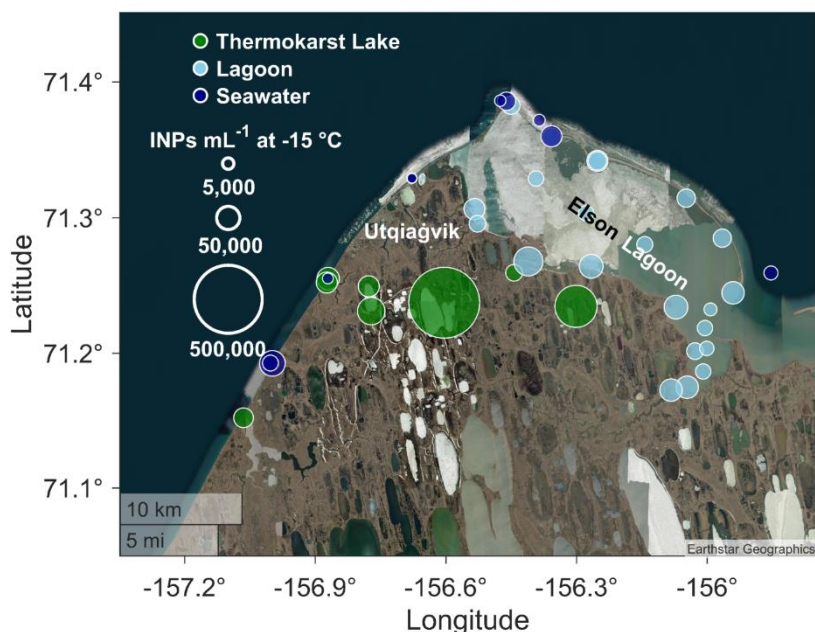 Thermokarst Lake
Lagoon
Seawater
INPs mL⁻¹ at -15 °C
5,000
50,000
500,000
Utqiaġvik
Elson Lagoon
71.4°
71.3°
71.2°
71.1°
Latitude
10 km
5 mi
Earthstar Geographics
-157.2° -156.9° -156.6° -156.3° -156°
Longitude